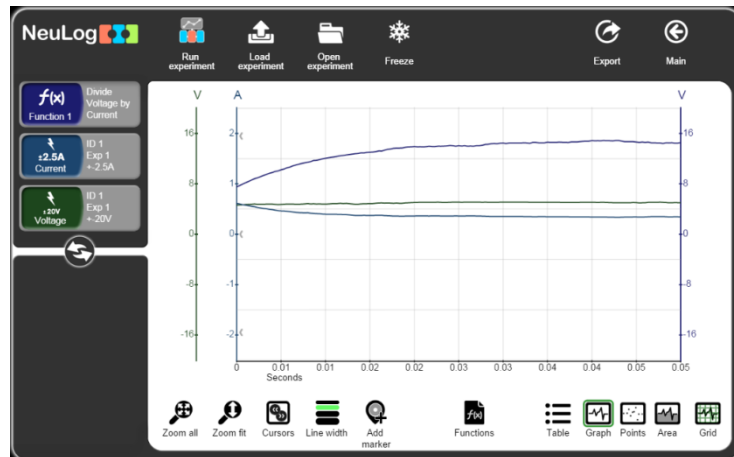 NeuLog
Run
experiment
Load
experiment
Open
experiment
Freeze
Export
Main
f(x)
Function 1
Divide
Voltage by
Current
±2.5A
Current
ID 1
Exp 1
+-2.5A
±20V
Voltage
ID 1
Exp 1
+-20V
V A V
16 2 16
8 1 8
0 0 0
-8 -1 -8
-16 -2 -16
0 0.01 0.01 0.02 0.02 0.03 0.03 0.04 0.04 0.05 0.05
Seconds
Zoom all
Zoom fit
Cursors
Line width
Add
marker
f(x)
Functions
Table
Graph
Points
Area
Grid